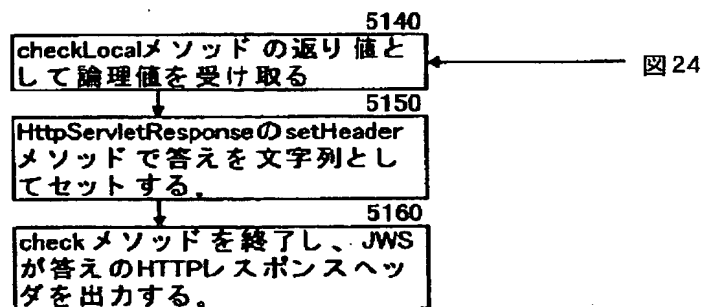 5140
checkLocalメソッドの返り値と
して論理値を受け取る
図24
5150
HttpServletResponseのsetHeader
メソッドで答えを文字列とし
てセットする.
5160
checkメソッドを終了し、JWS
が答えのHTTPレスポンスヘッ
ダを出力する。